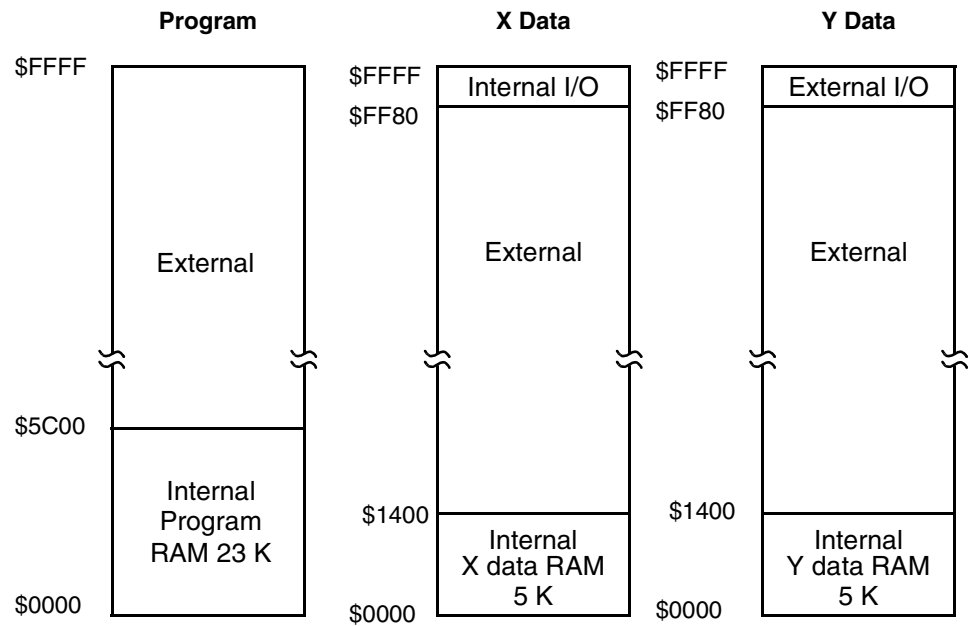 Program
$FFFF
External
$5C00
Internal
Program
RAM 23 K
$0000
X Data
$FFFF
Internal I/O
$FF80
External
$1400
Internal
X data RAM
5 K
$0000
Y Data
$FFFF
External I/O
$FF80
External
$1400
Internal
Y data RAM
5 K
$0000